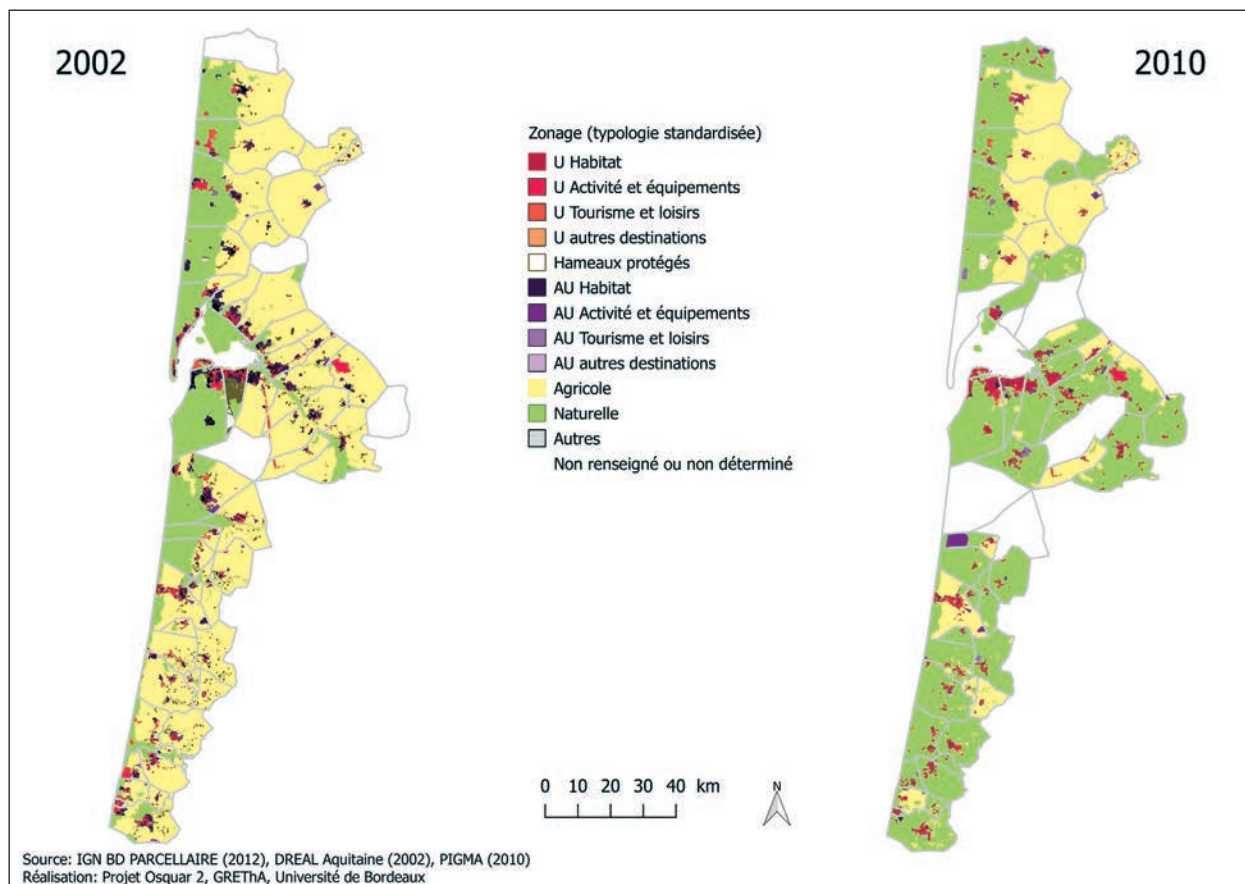 2002
2010
Zonage (typologie standardisée)
U Habitat
U Activité et équipements
U Tourisme et loisirs
U autres destinations
Hameaux protégés
AU Habitat
AU Activité et équipements
AU Tourisme et loisirs
AU autres destinations
Agricole
Naturelle
Autres
Non renseigné ou non déterminé
0 10 20 30 40 km
N
Source: IGN BD PARCELLAIRE (2012), DREAL Aquitaine (2002), PIGMA (2010)
Réalisation: Projet Osquar 2, GREThA, Université de Bordeaux